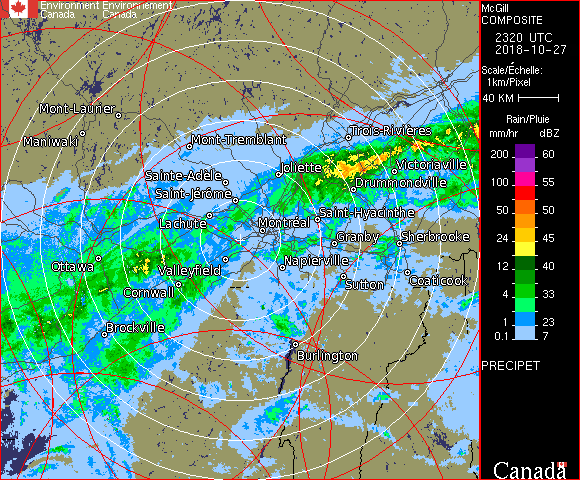 Environment Environnement
Canada Canada
McGill
COMPOSITE
2320 UTC
2018-10-27
Scale/Échelle:
1km/Pixel
40 KM
Rain/Pluie
mm/hr dBZ
200 60
100 55
50 50
24 45
12 40
4 33
1 23
0.1 7
PRECIPET
Canada
Mont-Laurier
Maniwaki
Mont-Tremblant
Trois-Rivières
Sainte-Adèle
Joliette
Victoriaville
Saint-Jérôme
Drummondville
Lachute
Montréal
Saint-Hyacinthe
Granby
Sherbrooke
Ottawa
Valleyfield
Napierville
Cornwall
Sutton
Coaticook
Brockville
Burlington